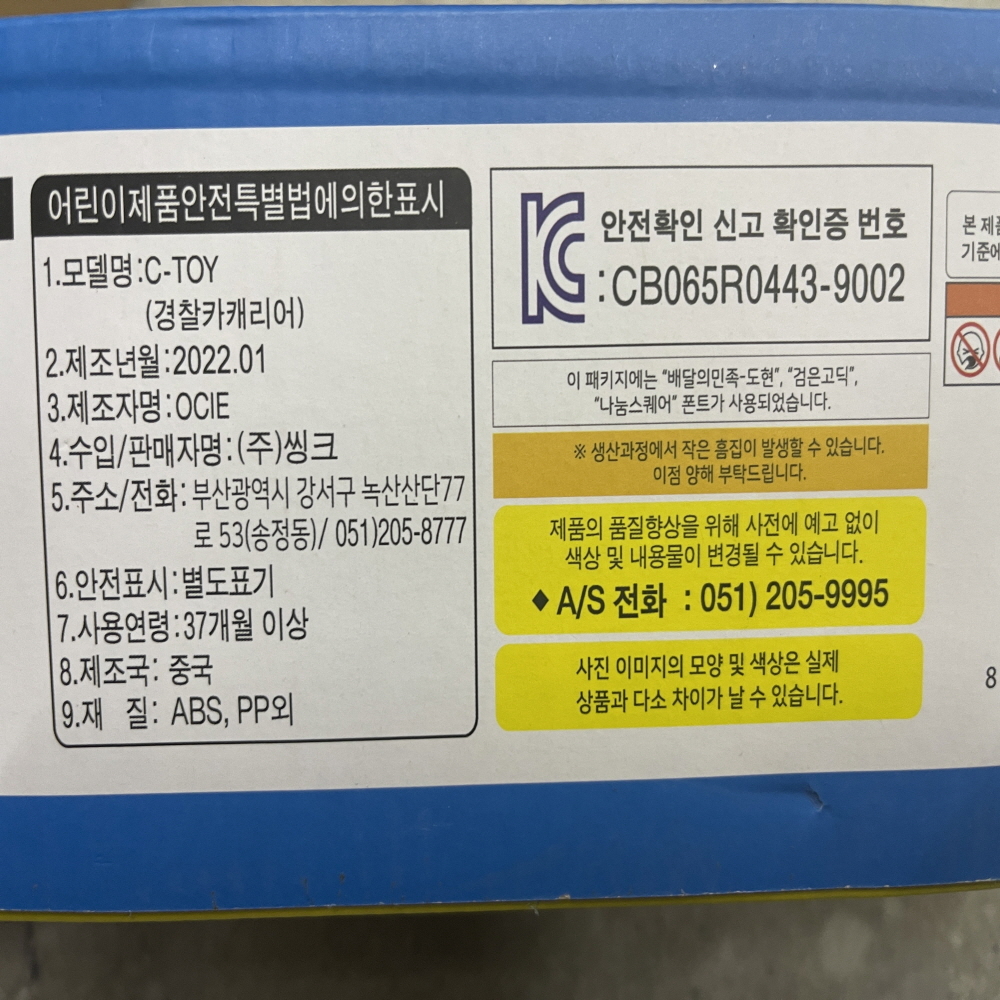 어린이제품안전특별법에의한표시
1.모델명:C-TOY
(경찰카캐리어)
2.제조년월:2022.01
3.제조자명:OCIE
4.수입/판매자명:(주)씽크
5.주소/전화:부산광역시 강서구 녹산산단77
로 53(송정동)/ 051)205-8777
6.안전표시:별도표기
7.사용연령:37개월 이상
8.제조국: 중국
9.재 질: ABS, PP외
안전확인 신고 확인증 번호
:CB065R0443-9002
이 패키지에는 "배달의민족-도현", "검은고딕",
"나눔스퀘어" 폰트가 사용되었습니다.
※ 생산과정에서 작은 흠집이 발생할 수 있습니다.
이점 양해 부탁드립니다.
제품의 품질향상을 위해 사전에 예고 없이
색상 및 내용물이 변경될 수 있습니다.
◆ A/S 전화 : 051) 205-9995
사진 이미지의 모양 및 색상은 실제
상품과 다소 차이가 날 수 있습니다.
본 제품
기준에
8